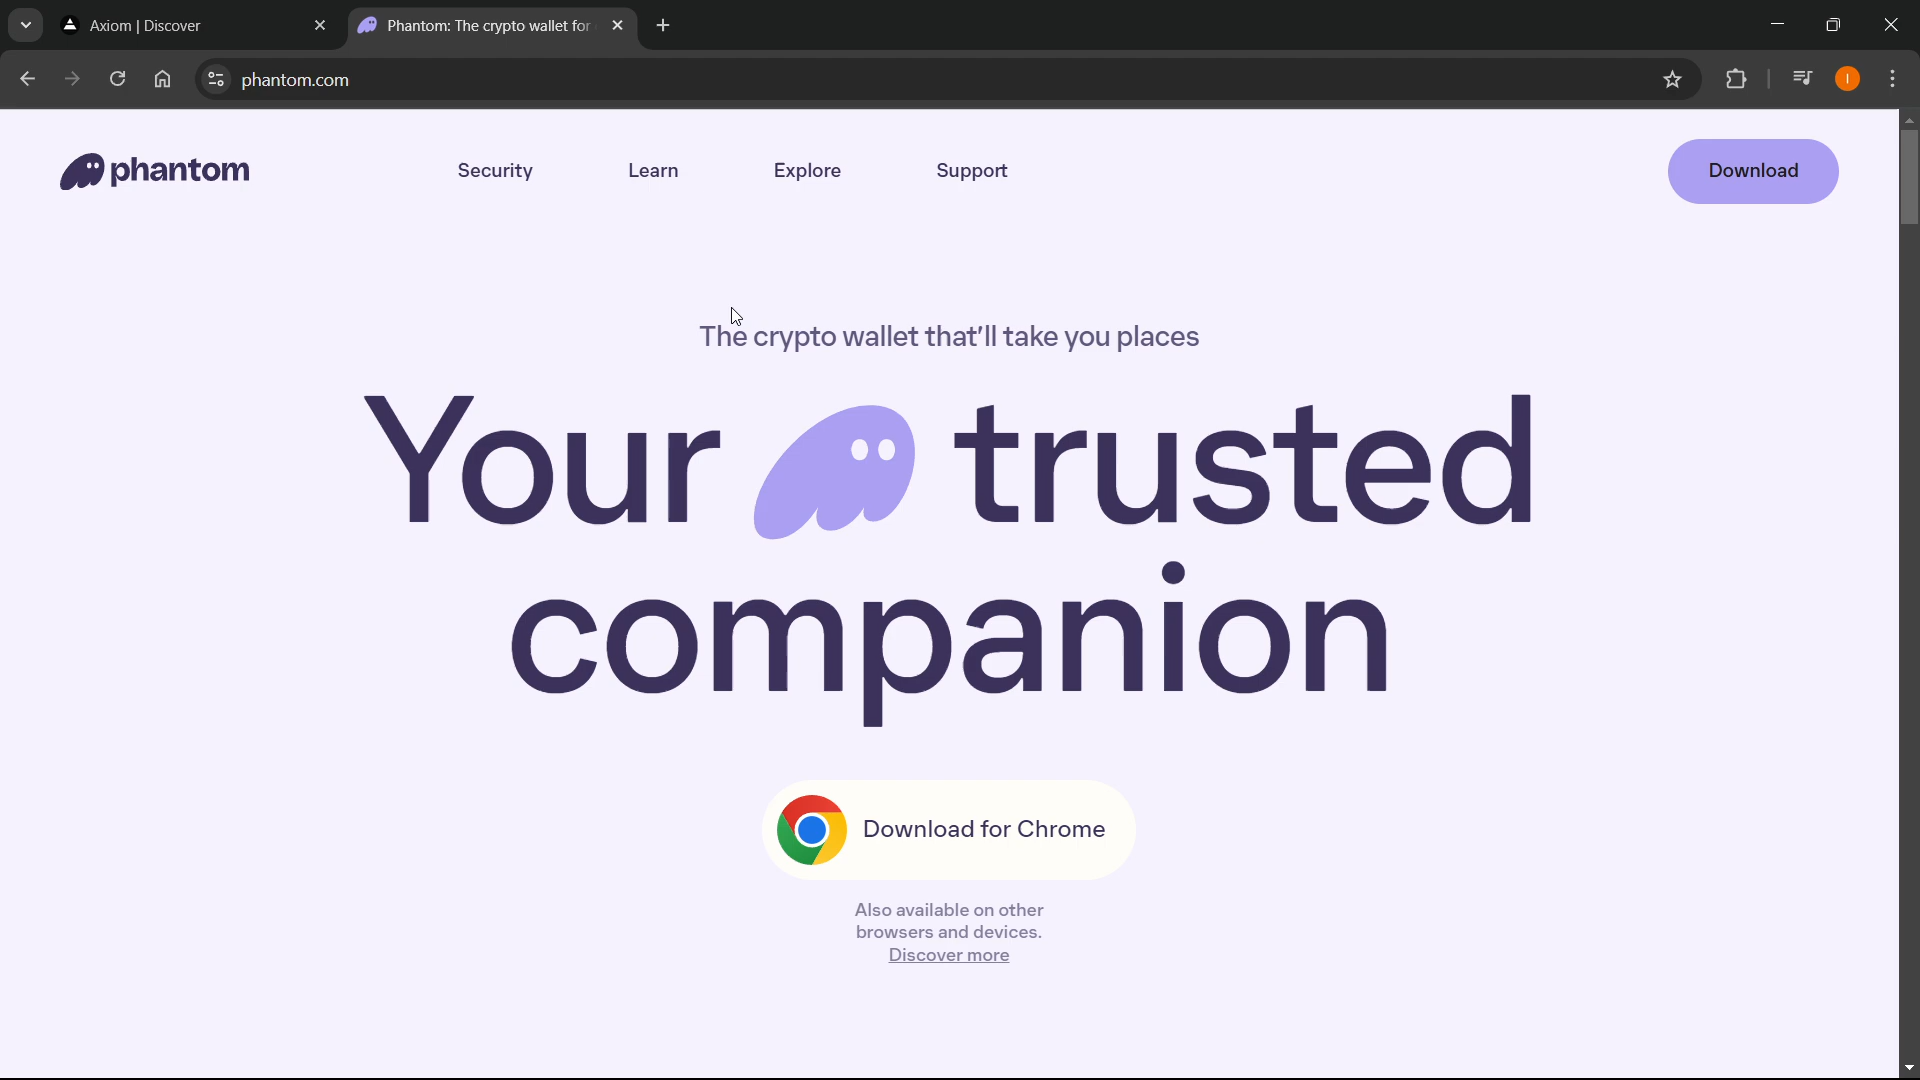 Axiom | Discover
Phantom: The crypto wallet for
phantom.com
I
phantom
Security
Learn
Explore
Support
Download
The crypto wallet that'll take you places
Your trusted
companion
Download for Chrome
Also available on other
browsers and devices.
Discover more